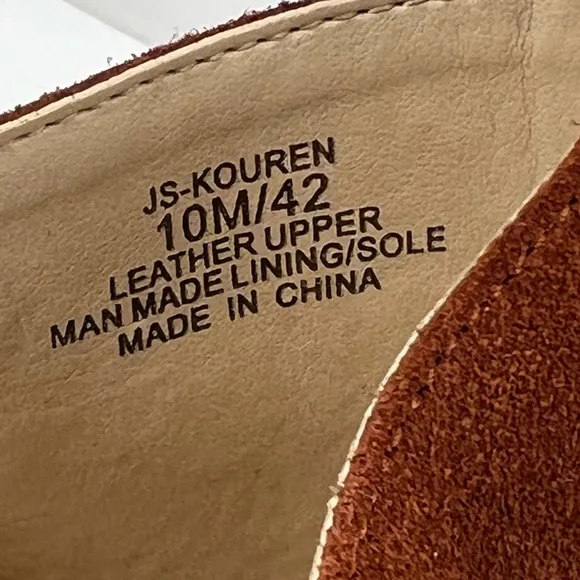 JS-KOUREN
10M/42
LEATHER UPPER
MAN MADE LINING/SOLE
MADE IN CHINA